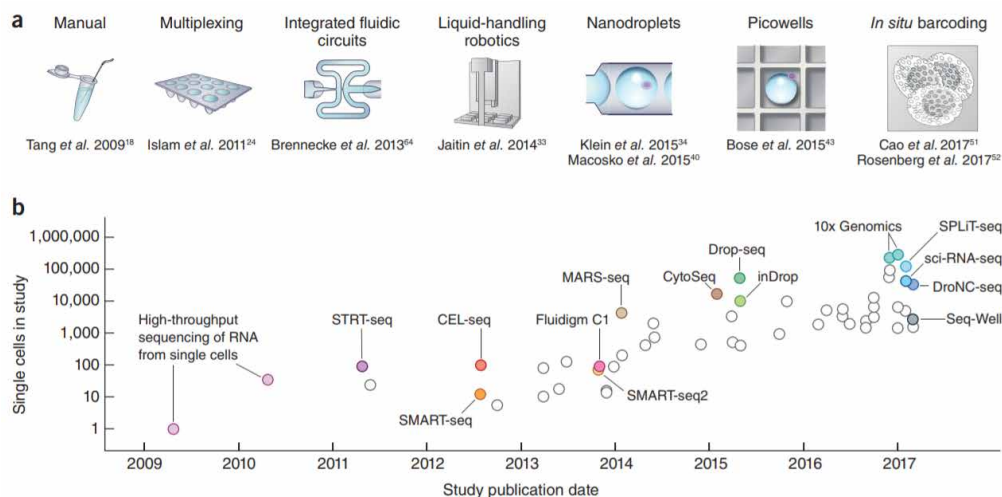 a
Manual
Multiplexing
Integrated fluidic
circuits
Liquid-handling
robotics
Nanodroplets
Picowells
In situ barcoding
Tang et al. 2009¹⁸
Islam et al. 2011²⁴
Brennecke et al. 2013⁶⁴
Jaitin et al. 2014³³
Klein et al. 2015³⁴
Macosko et al. 2015⁴⁰
Bose et al. 2015⁴³
Cao et al. 2017⁵¹
Rosenberg et al. 2017⁵²
b
Single cells in study
1,000,000
100,000
10,000
1,000
100
10
1
High-throughput
sequencing of RNA
from single cells
STRT-seq
CEL-seq
SMART-seq
Fluidigm C1
SMART-seq2
MARS-seq
CytoSeq
Drop-seq
inDrop
10x Genomics
SPLiT-seq
sci-RNA-seq
DroNC-seq
Seq-Well
2009
2010
2011
2012
2013
2014
2015
2016
2017
Study publication date